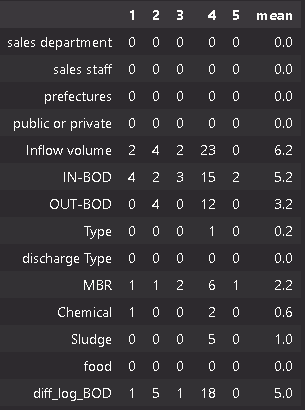 1 2 3 4 5 mean
sales department 0 0 0 0 0 0.0
sales staff 0 0 0 0 0 0.0
prefectures 0 0 0 0 0 0.0
public or private 0 0 0 0 0 0.0
Inflow volume 2 4 2 23 0 6.2
IN-BOD 4 2 3 15 2 5.2
OUT-BOD 0 4 0 12 0 3.2
Type 0 0 0 1 0 0.2
discharge Type 0 0 0 0 0 0.0
MBR 1 1 2 6 1 2.2
Chemical 1 0 0 2 0 0.6
Sludge 0 0 0 5 0 1.0
food 0 0 0 0 0 0.0
diff_log_BOD 1 5 1 18 0 5.0